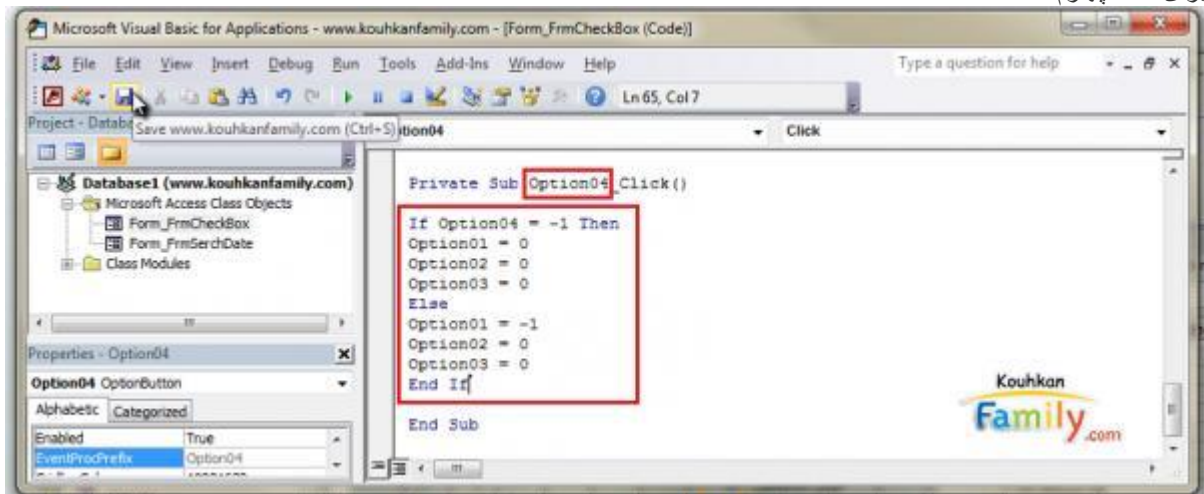 Microsoft Visual Basic for Applications - www.kouhkanfamily.com - [Form_FrmCheckBox (Code)]
File Edit View Insert Debug Run Tools Add-Ins Window Help
Type a question for help
Ln 65, Col 7
Project - Datab
Save www.kouhkanfamily.com (Ctrl+S)
tion04
Click
Database1 (www.kouhkanfamily.com)
Microsoft Access Class Objects
Form_FrmCheckBox
Form_FrmSerchDate
Class Modules
Properties - Option04
Option04 OptionButton
Alphabetic Categorized
Enabled True
EventProcPrefix Option04
Private Sub Option04_Click()
If Option04 = -1 Then
Option01 = 0
Option02 = 0
Option03 = 0
Else
Option01 = -1
Option02 = 0
Option03 = 0
End If
End Sub
Kouhkan
Family.com